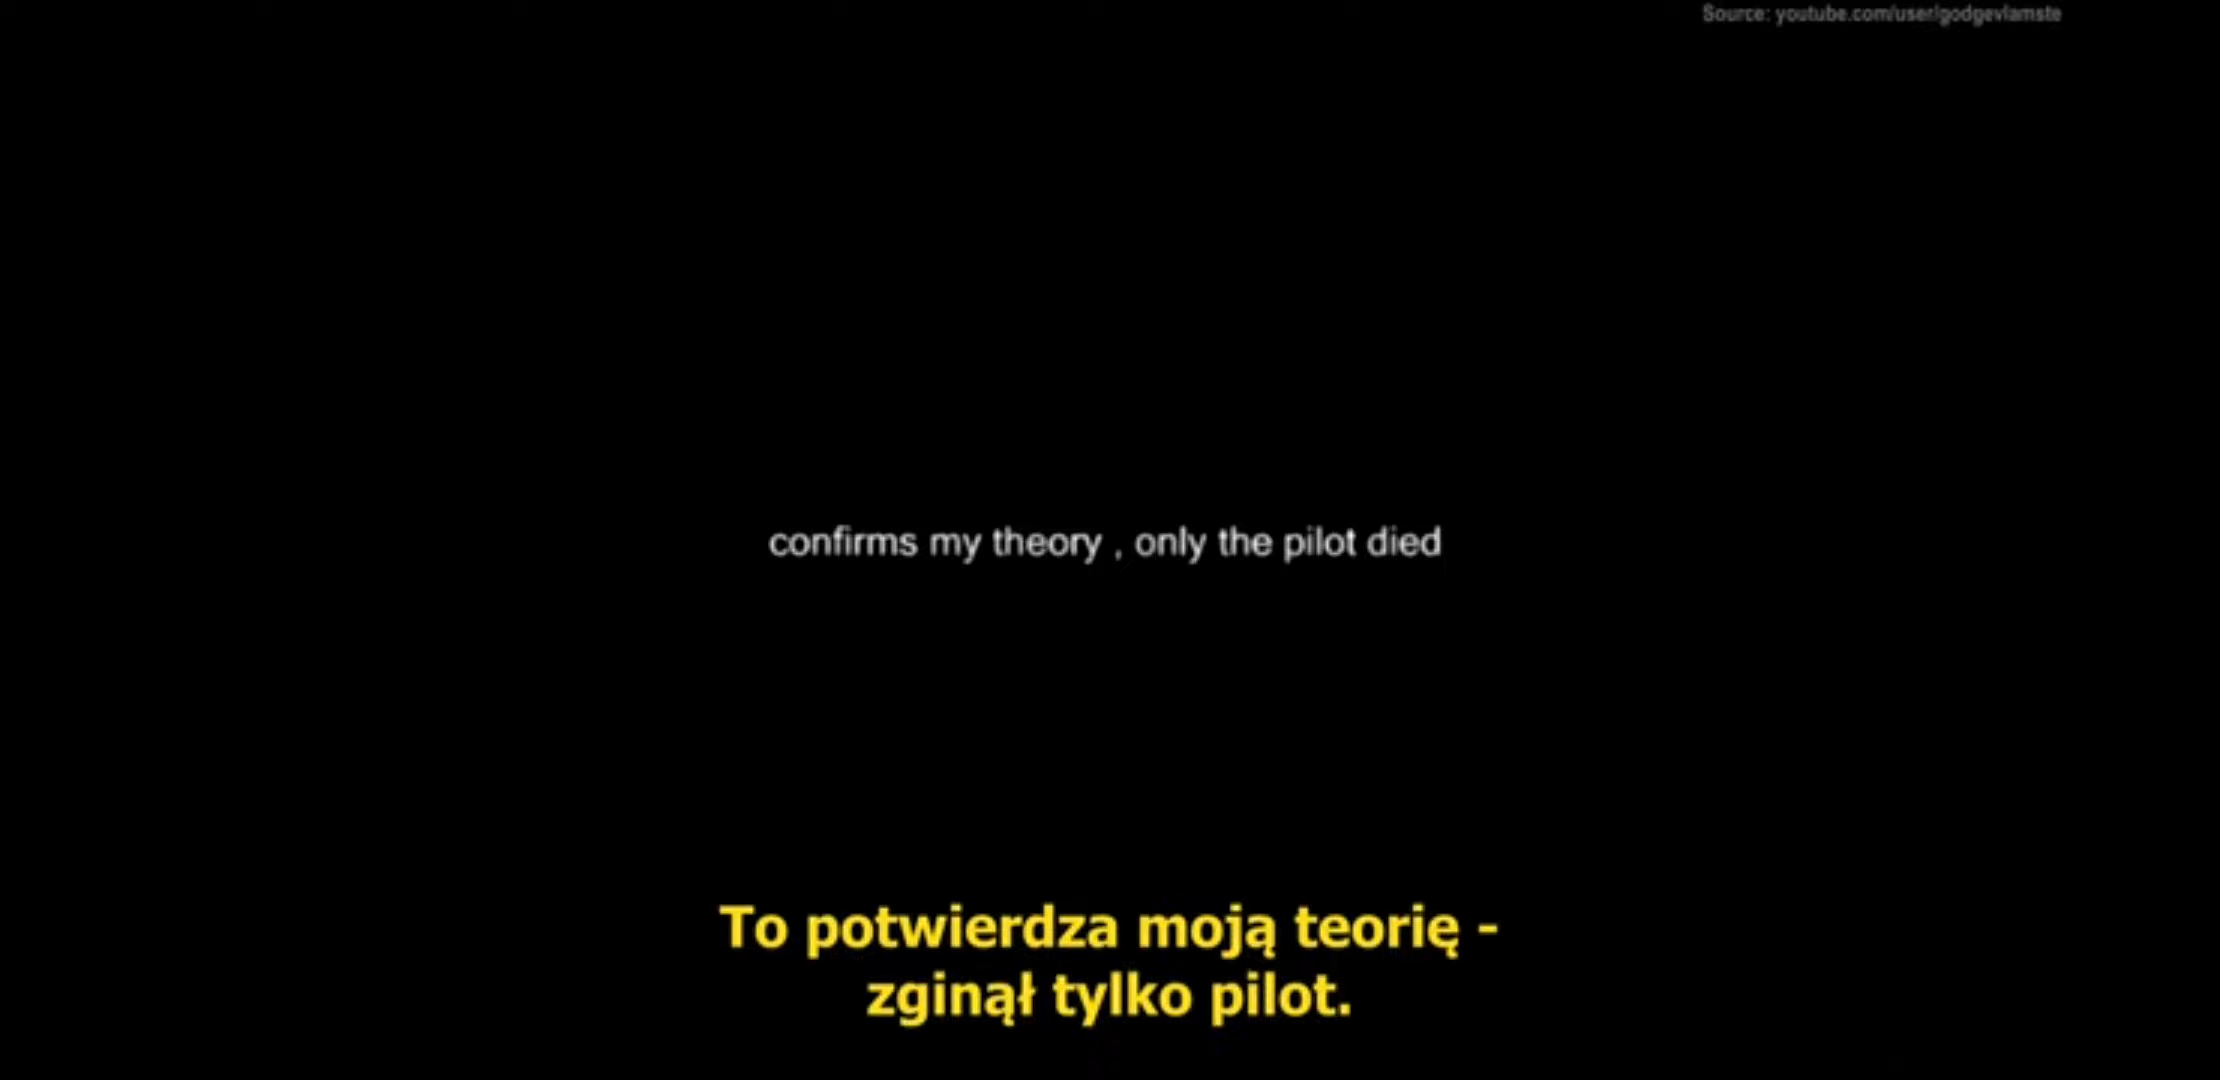 Source: youtube.com/user/godgevlamste
confirms my theory , only the pilot died
To potwierdza moją teorię -
zginął tylko pilot.